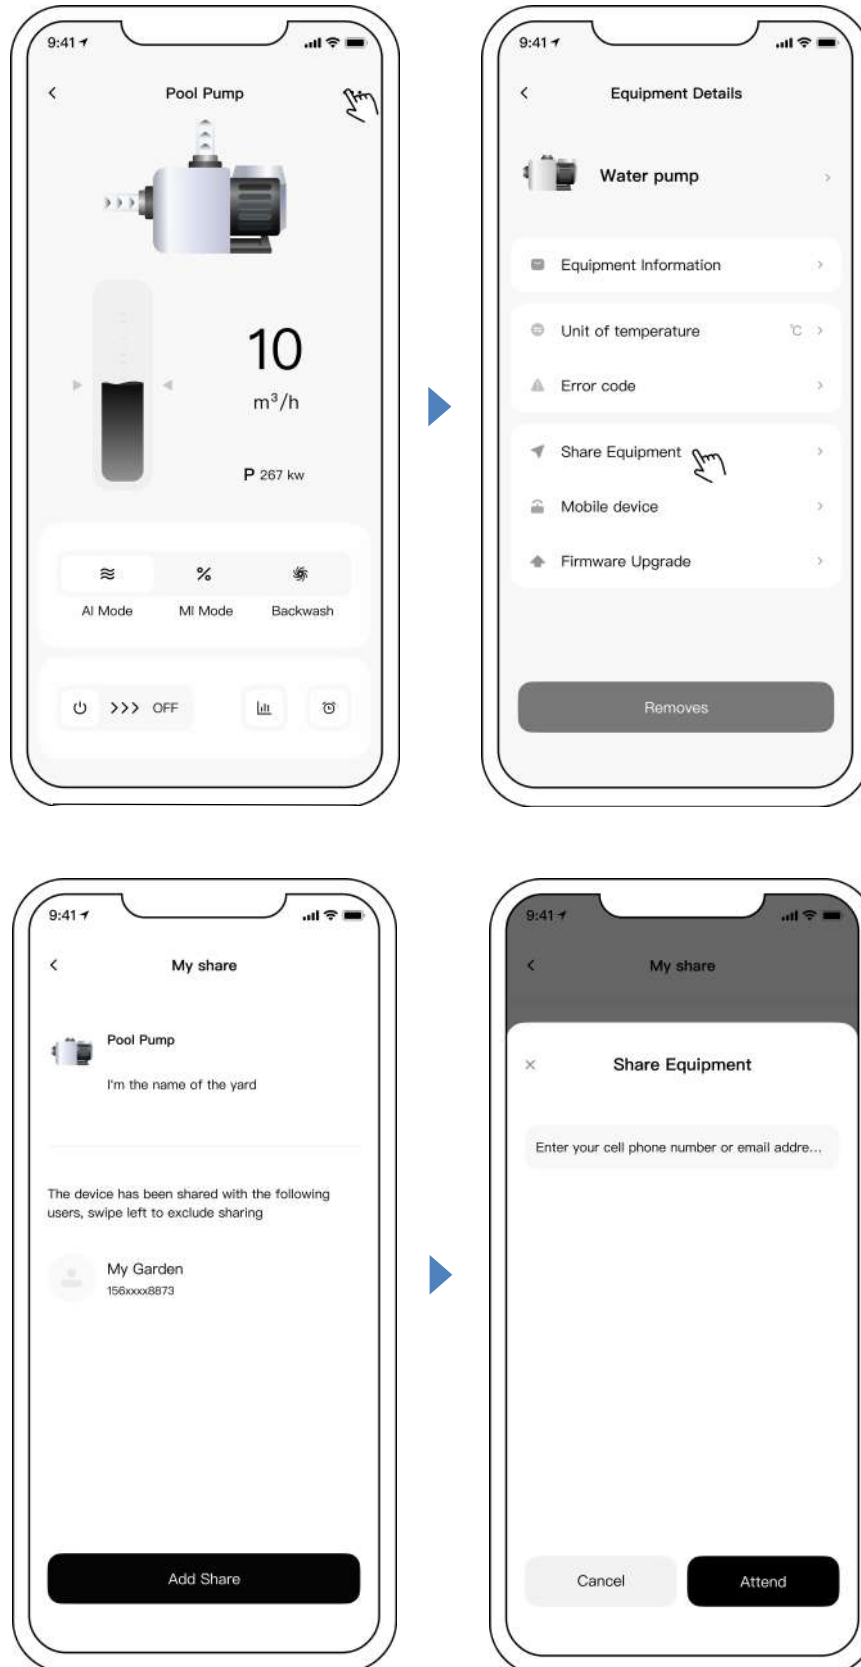 9:41
Pool Pump
10
m³/h
P 267 kw
AI Mode MI Mode Backwash
>>> OFF
9:41
Equipment Details
Water pump
Equipment Information
Unit of temperature ℃
Error code
Share Equipment
Mobile device
Firmware Upgrade
Removes
9:41
My share
Pool Pump
I'm the name of the yard
The device has been shared with the following
users, swipe left to exclude sharing
My Garden
156xxxx8873
Add Share
9:41
My share
Share Equipment
Enter your cell phone number or email addre...
Cancel Attend